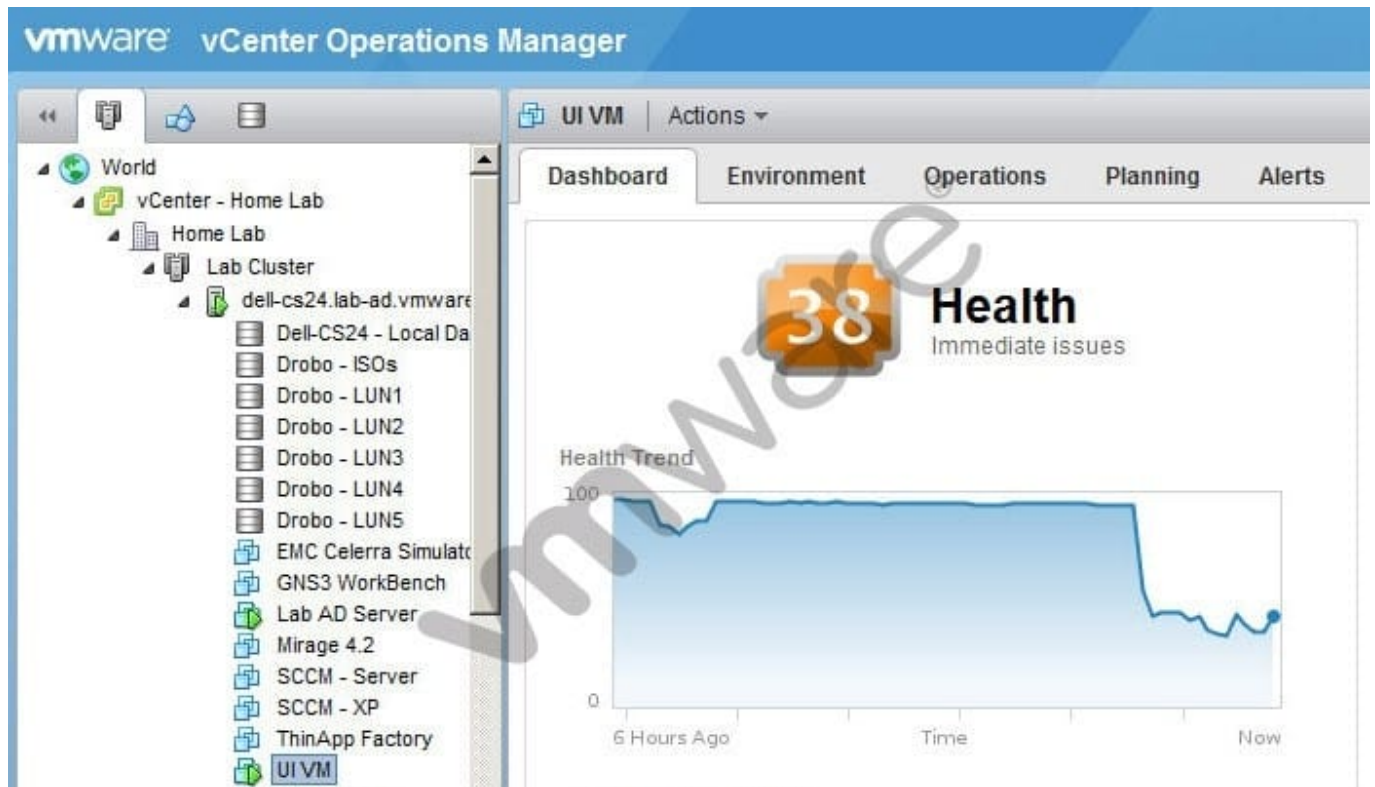 vmware vCenter Operations Manager
UI VM | Actions
World
Dashboard Environment Operations Planning Alerts
vCenter - Home Lab
Home Lab
Lab Cluster
dell-cs24.lab-ad.vmware
Dell-CS24 - Local Da
Drobo - ISOs
Drobo - LUN1
Drobo - LUN2
Drobo - LUN3
Drobo - LUN4
Drobo - LUN5
EMC Celerra Simulato
GNS3 WorkBench
Lab AD Server
Mirage 4.2
SCCM - Server
SCCM - XP
ThinApp Factory
UI VM
38 Health
Immediate issues
Health Trend
100
0
6 Hours Ago Time Now
vmware®